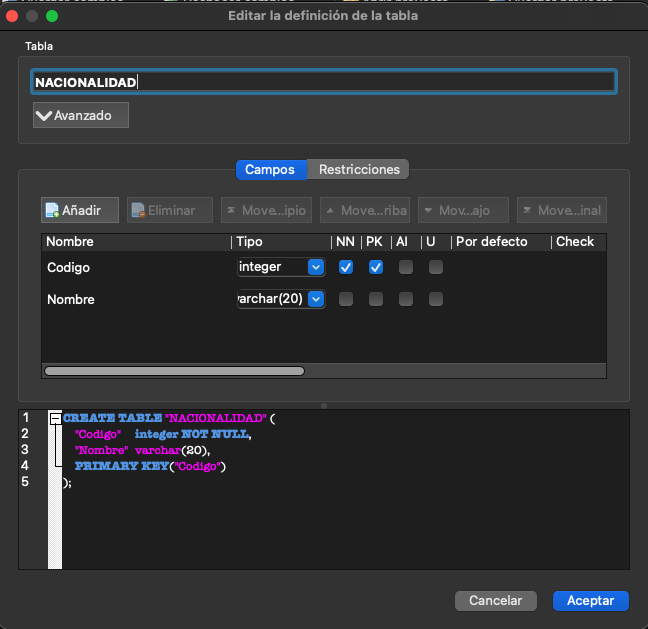 Editar la definición de la tabla
Tabla
NACIONALIDAD
Avanzado
Campos Restricciones
Añadir Eliminar Move...ipio Move...riba Mov...ajo Move...inal
Nombre Tipo NN PK AI U Por defecto Check
Codigo integer
Nombre varchar(20)
1 CREATE TABLE "NACIONALIDAD" (
2 "Codigo" integer NOT NULL,
3 "Nombre" varchar(20),
4 PRIMARY KEY("Codigo")
5 );
Cancelar Aceptar